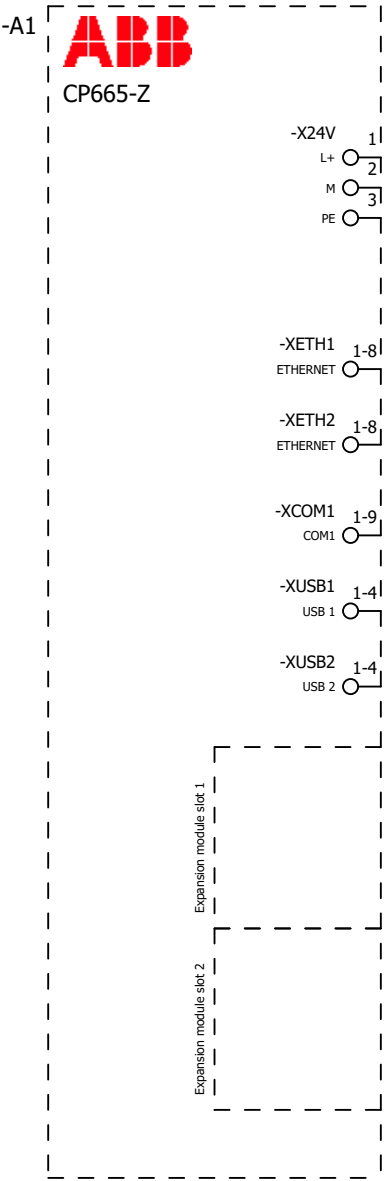 -A1
ABB
CP665-Z
-X24V
1
L+
2
M
3
PE
-XETH1
1-8
ETHERNET
-XETH2
1-8
ETHERNET
-XCOM1
1-9
COM1
-XUSB1
1-4
USB 1
-XUSB2
1-4
USB 2
Expansion module slot 1
Expansion module slot 2